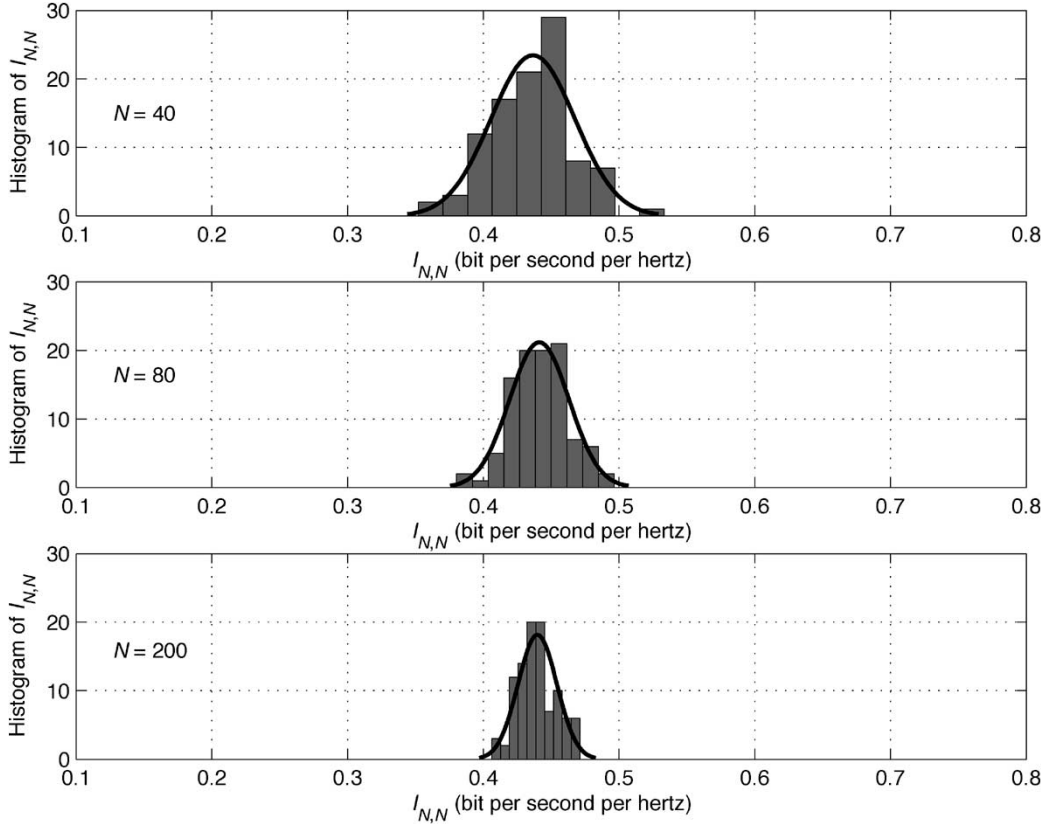 Histogram of I_{N,N}
30
20
10
0
N = 40
0.1 0.2 0.3 0.4 0.5 0.6 0.7 0.8
I_{N,N} (bit per second per hertz)
Histogram of I_{N,N}
30
20
10
0
N = 80
0.1 0.2 0.3 0.4 0.5 0.6 0.7 0.8
I_{N,N} (bit per second per hertz)
Histogram of I_{N,N}
30
20
10
0
N = 200
0.1 0.2 0.3 0.4 0.5 0.6 0.7 0.8
I_{N,N} (bit per second per hertz)